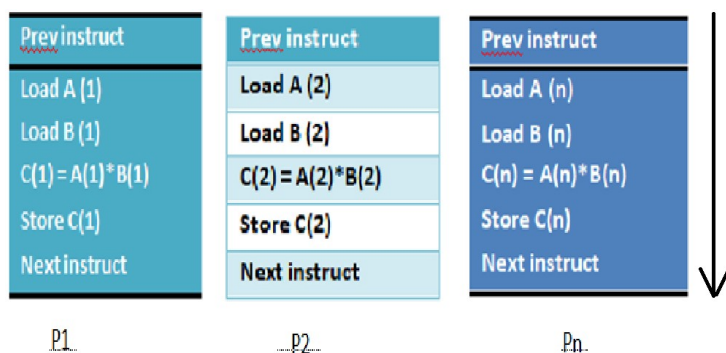 Prev instruct
Load A (1)
Load B (1)
C(1) = A(1)*B(1)
Store C(1)
Next instruct
P1
Prev instruct
Load A (2)
Load B (2)
C(2) = A(2)*B(2)
Store C(2)
Next instruct
P2
Prev instruct
Load A (n)
Load B (n)
C(n) = A(n)*B(n)
Store C(n)
Next instruct
Pn